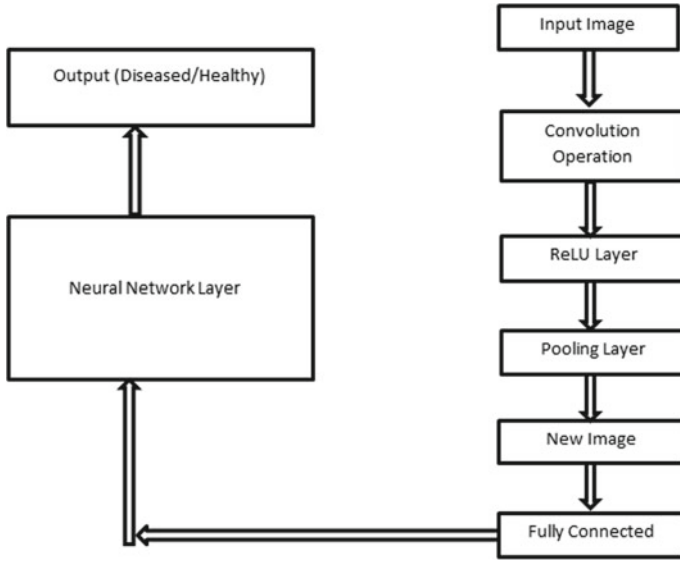 Input Image
Convolution
Operation
ReLU Layer
Pooling Layer
New Image
Fully Connected
Neural Network Layer
Output (Diseased/Healthy)